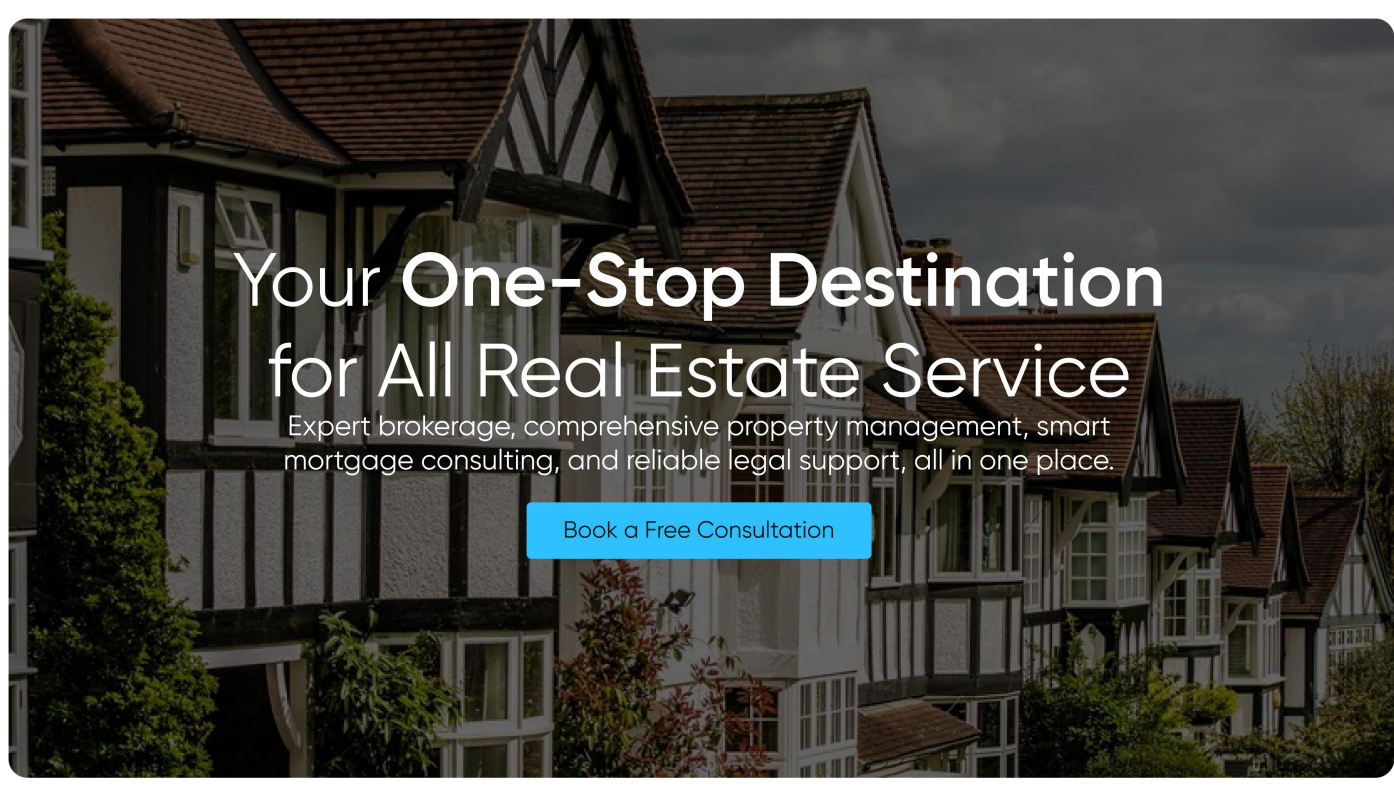 Your One-Stop Destination
for All Real Estate Service
Expert brokerage, comprehensive property management, smart
mortgage consulting, and reliable legal support, all in one place.
Book a Free Consultation